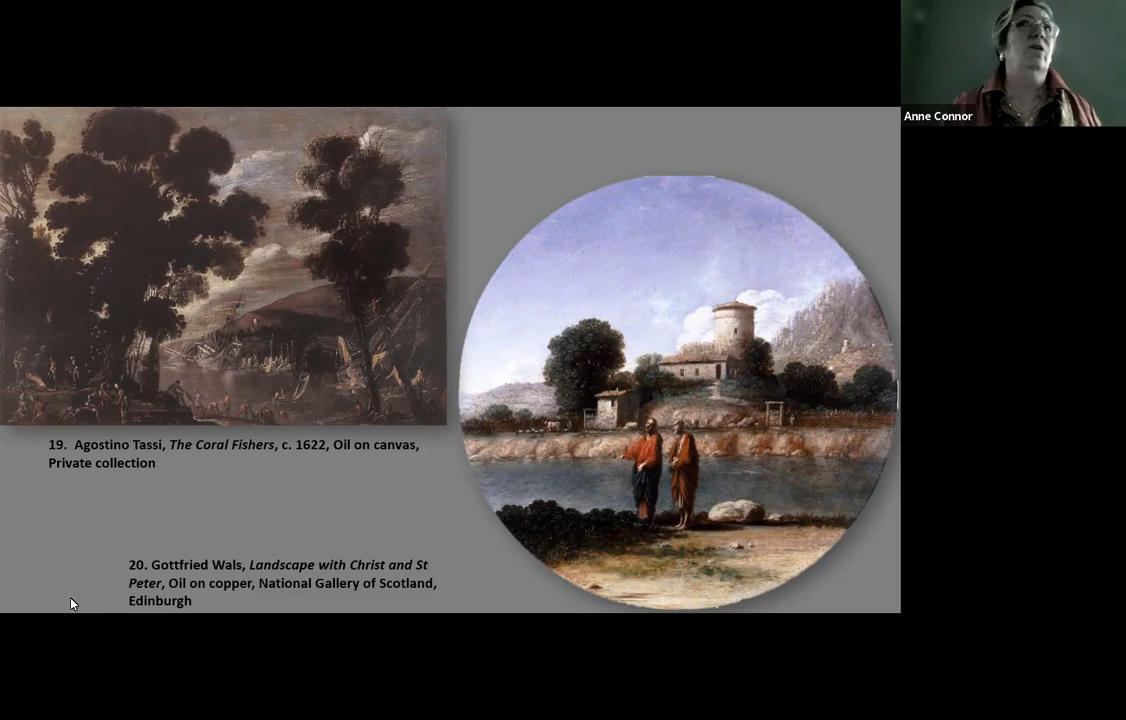 Anne Connor
19. Agostino Tassi, The Coral Fishers, c. 1622, Oil on canvas,
Private collection
20. Gottfried Wals, Landscape with Christ and St
Peter, Oil on copper, National Gallery of Scotland,
Edinburgh